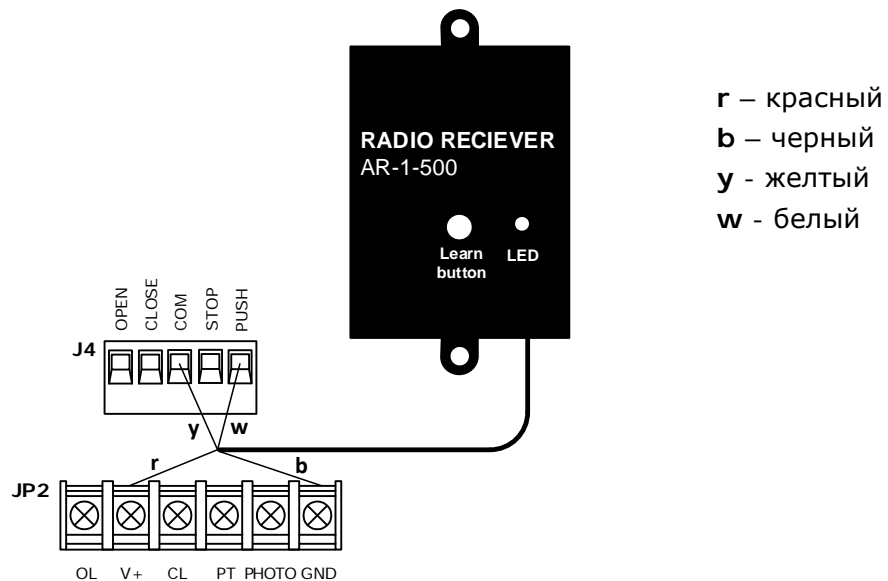 RADIO RECIEVER
AR-1-500
Learn
button
LED
r – красный
b – черный
y - желтый
w - белый
OPEN
CLOSE
COM
STOP
PUSH
J4
y
w
r
b
JP2
OL V+ CL PT PHOTO GND